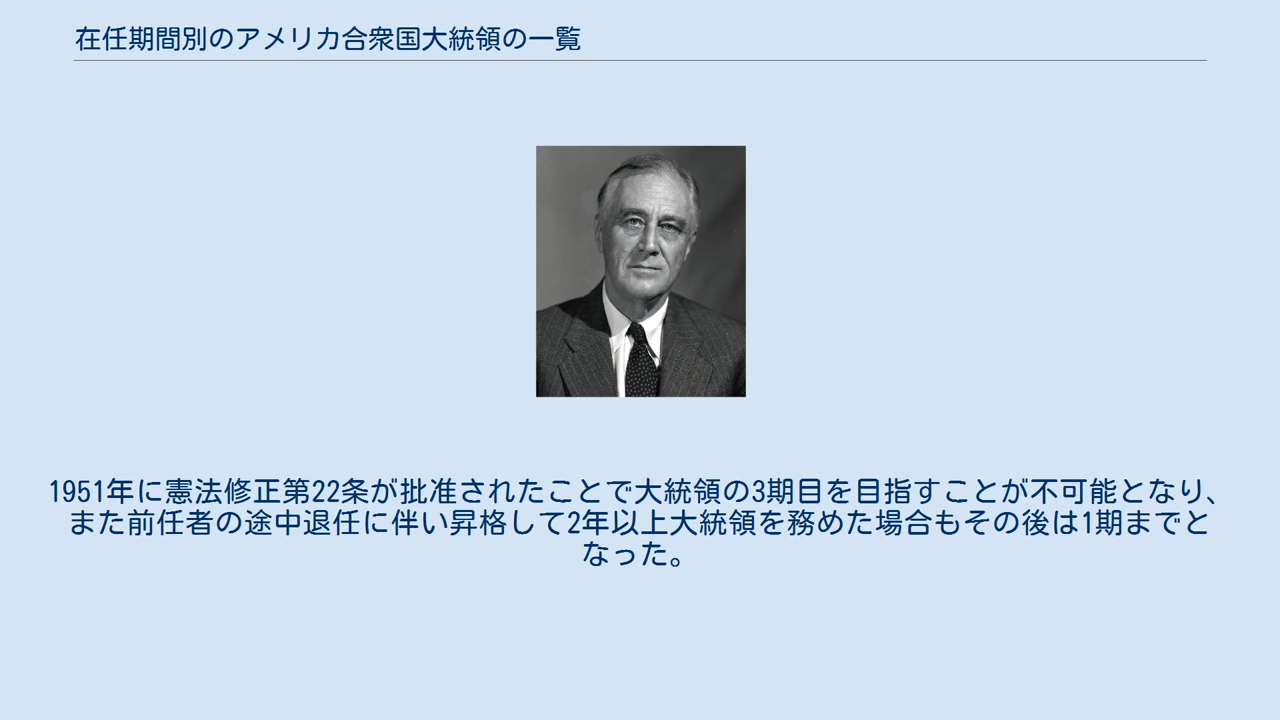 在任期間別のアメリカ合衆国大統領の一覧
1951年に憲法修正第22条が批准されたことで大統領の3期目を目指すことが不可能となり、
また前任者の途中退任に伴い昇格して2年以上大統領を務めた場合もその後は1期までと
なった。